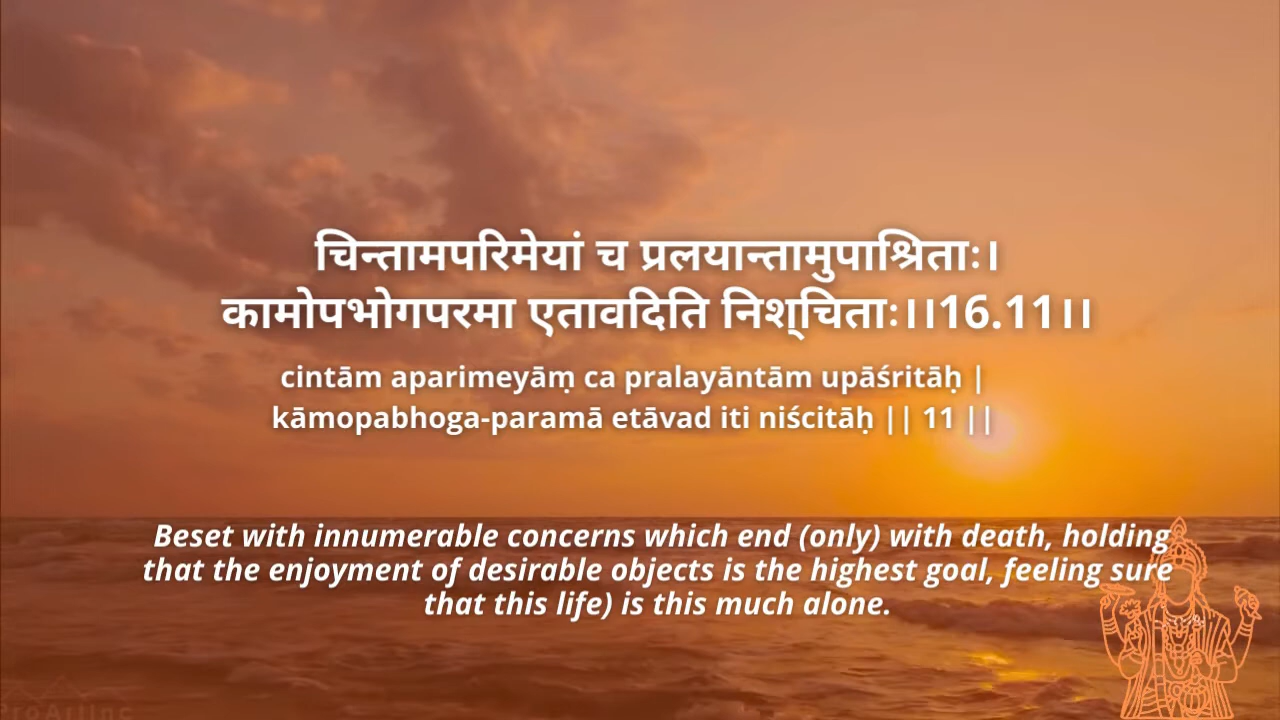 चिन्तामपरिमेयां च प्रलयान्तामुपाश्रिताः।
कामोपभोगपरमा एतावदिति निश्‍चिताः।।16.11।।
cintām aparimeyāṃ ca pralayāntām upāśritāḥ |
kāmopabhoga-paramā etāvad iti niścitāḥ || 11 ||
Beset with innumerable concerns which end (only) with death, holding
that the enjoyment of desirable objects is the highest goal, feeling sure
that this life) is this much alone.
ProArtInc